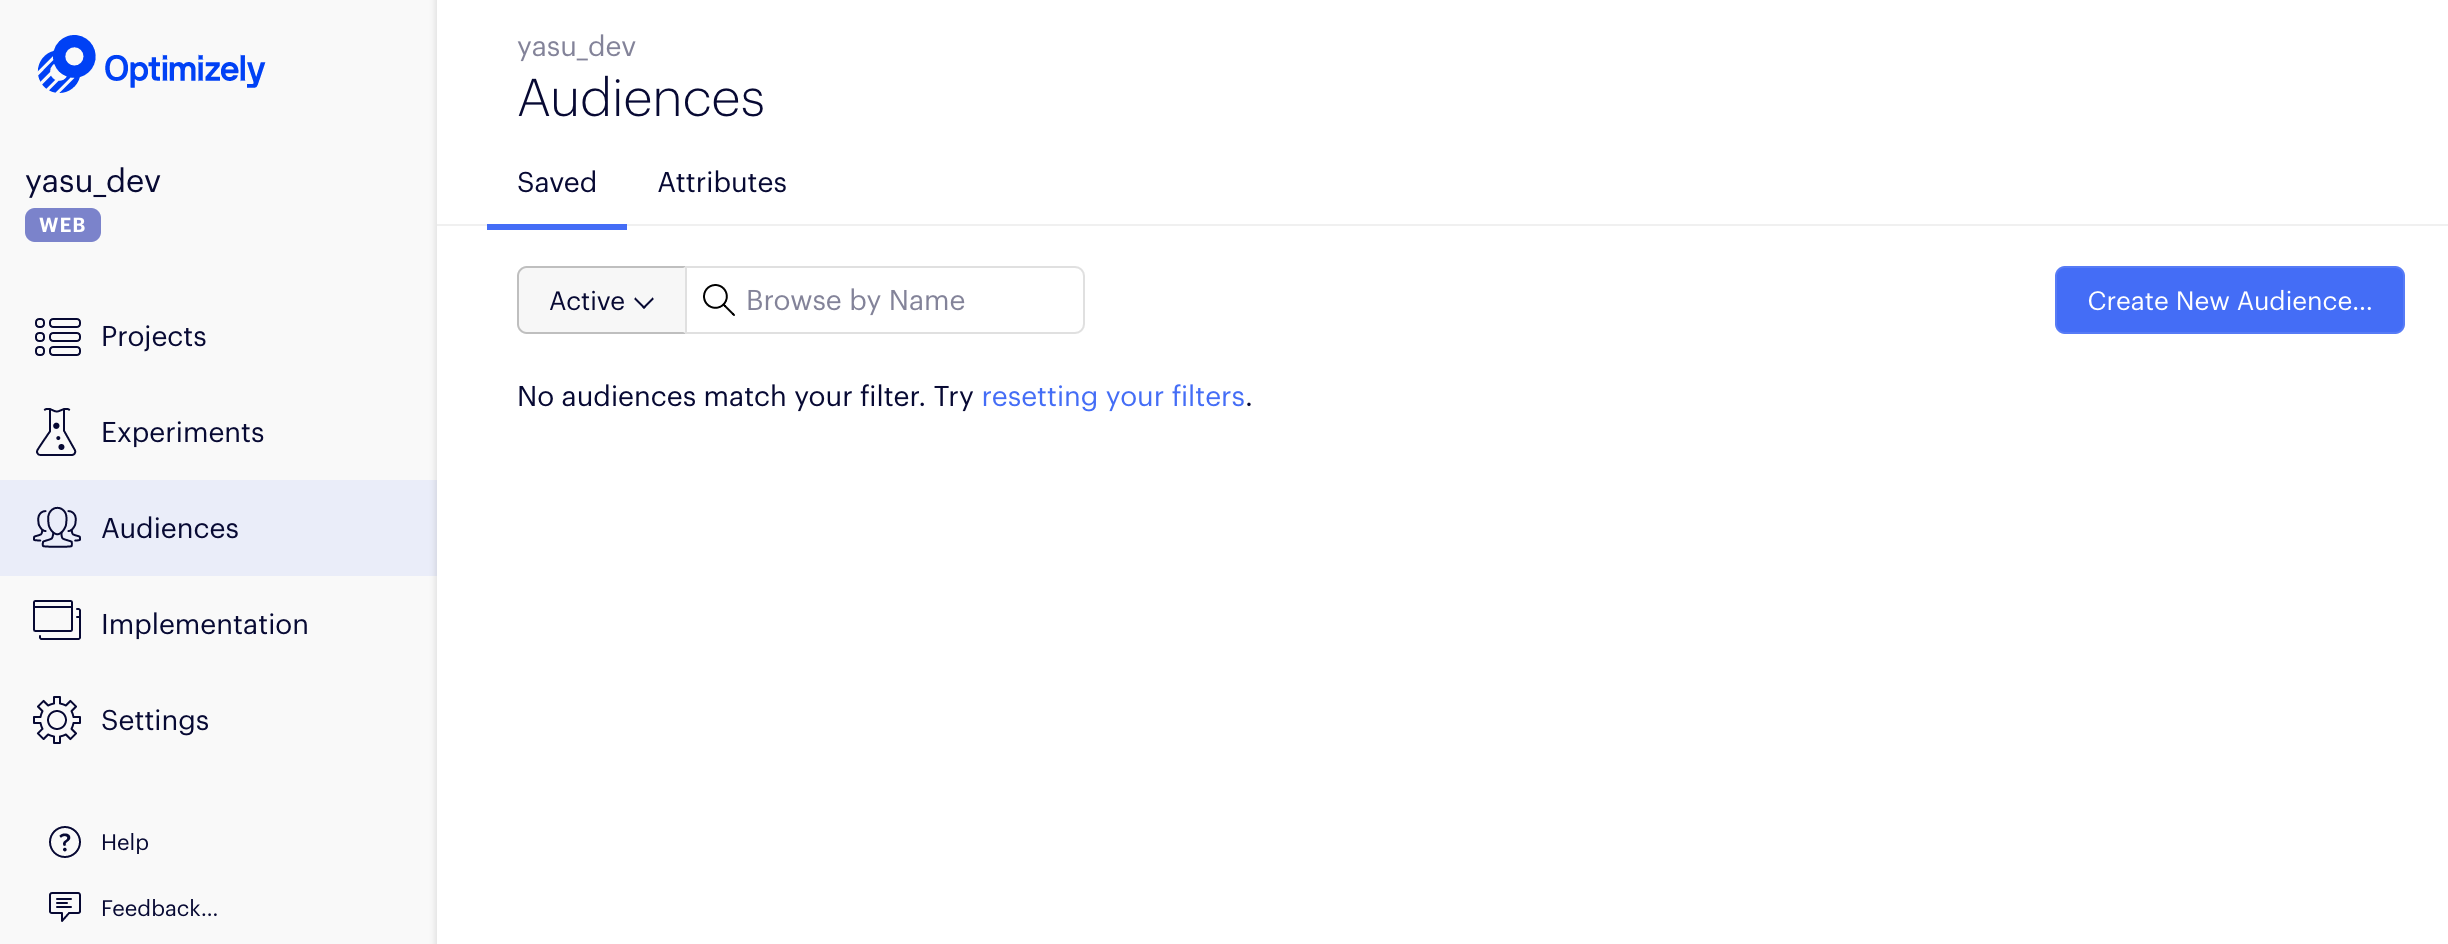 Optimizely
yasu_dev
WEB
Projects
Experiments
Audiences
Implementation
Settings
Help
Feedback...
yasu_dev
Audiences
Saved Attributes
Active Browse by Name Create New Audience...
No audiences match your filter. Try resetting your filters.